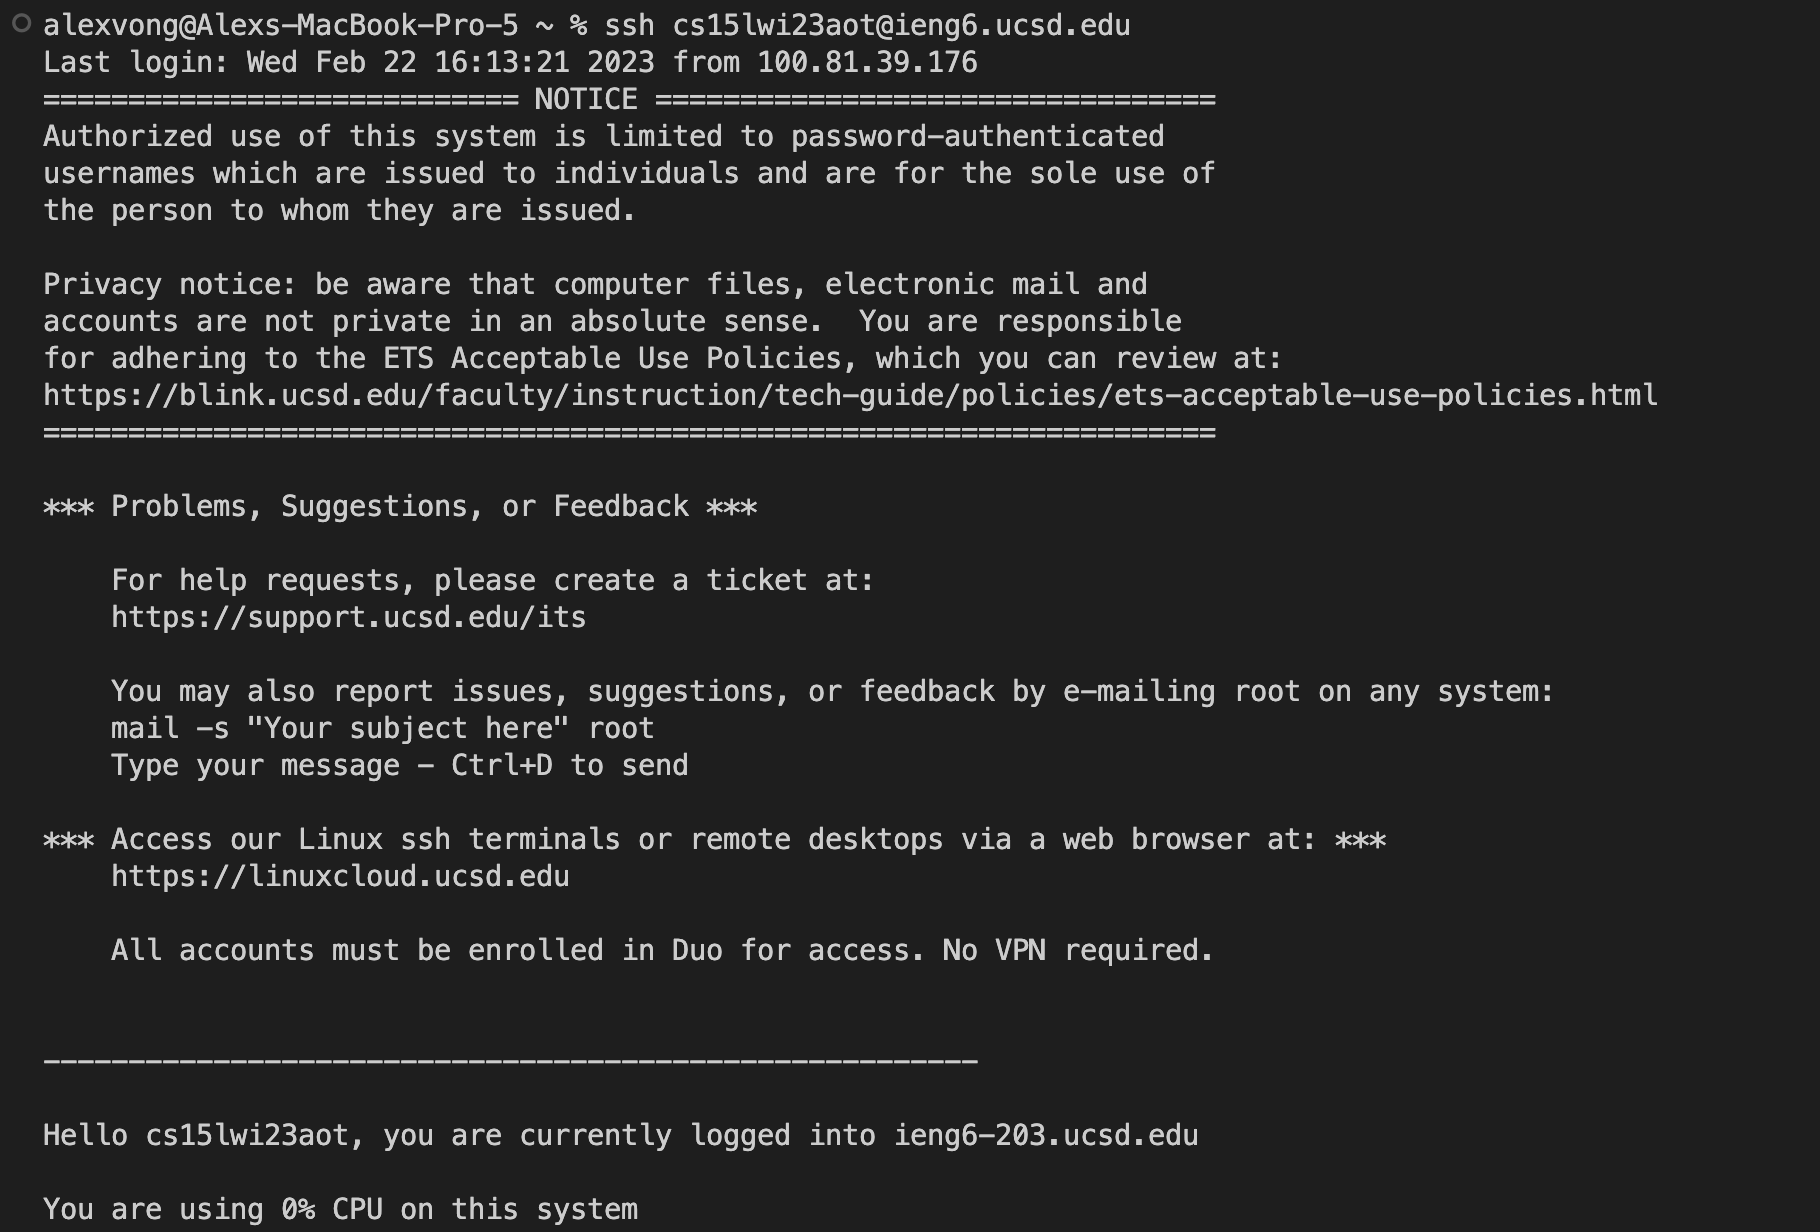 alexvong@Alexs-MacBook-Pro-5 ~ % ssh cs15lwi23aot@ieng6.ucsd.edu
Last login: Wed Feb 22 16:13:21 2023 from 100.81.39.176
============================ NOTICE =================================
Authorized use of this system is limited to password-authenticated
usernames which are issued to individuals and are for the sole use of
the person to whom they are issued.

Privacy notice: be aware that computer files, electronic mail and
accounts are not private in an absolute sense.  You are responsible
for adhering to the ETS Acceptable Use Policies, which you can review at:
https://blink.ucsd.edu/faculty/instruction/tech-guide/policies/ets-acceptable-use-policies.html
=====================================================================

*** Problems, Suggestions, or Feedback ***

    For help requests, please create a ticket at:
    https://support.ucsd.edu/its

    You may also report issues, suggestions, or feedback by e-mailing root on any system:
    mail -s "Your subject here" root
    Type your message - Ctrl+D to send

*** Access our Linux ssh terminals or remote desktops via a web browser at: ***
    https://linuxcloud.ucsd.edu

    All accounts must be enrolled in Duo for access. No VPN required.

-------------------------------------------------------

Hello cs15lwi23aot, you are currently logged into ieng6-203.ucsd.edu

You are using 0% CPU on this system